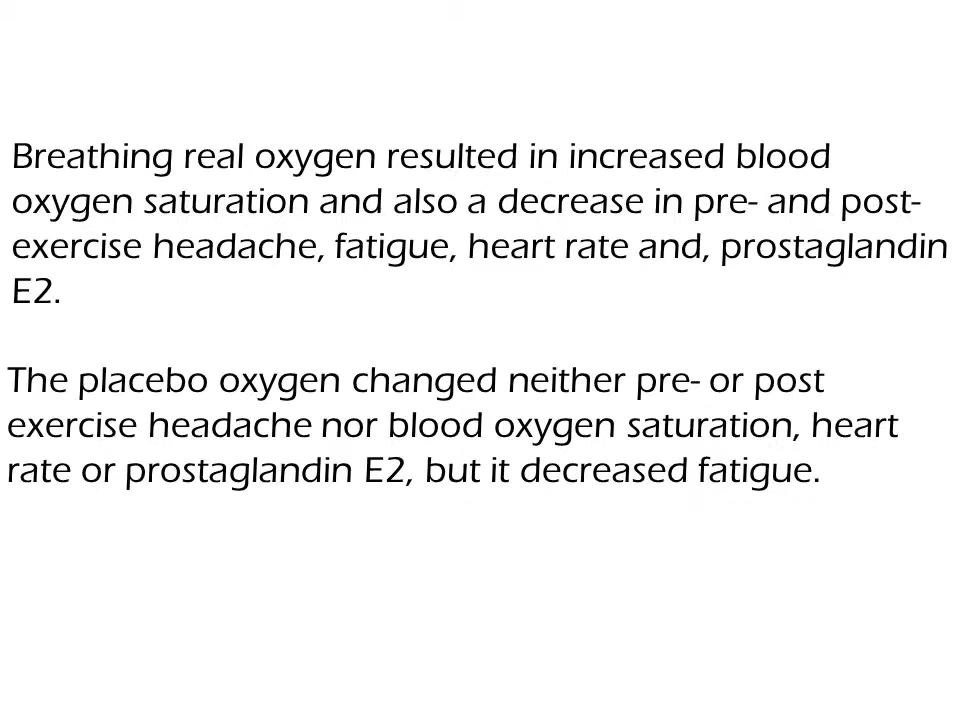 Breathing real oxygen resulted in increased blood
oxygen saturation and also a decrease in pre- and post-
exercise headache, fatigue, heart rate and, prostaglandin
E2.
The placebo oxygen changed neither pre- or post
exercise headache nor blood oxygen saturation, heart
rate or prostaglandin E2, but it decreased fatigue.